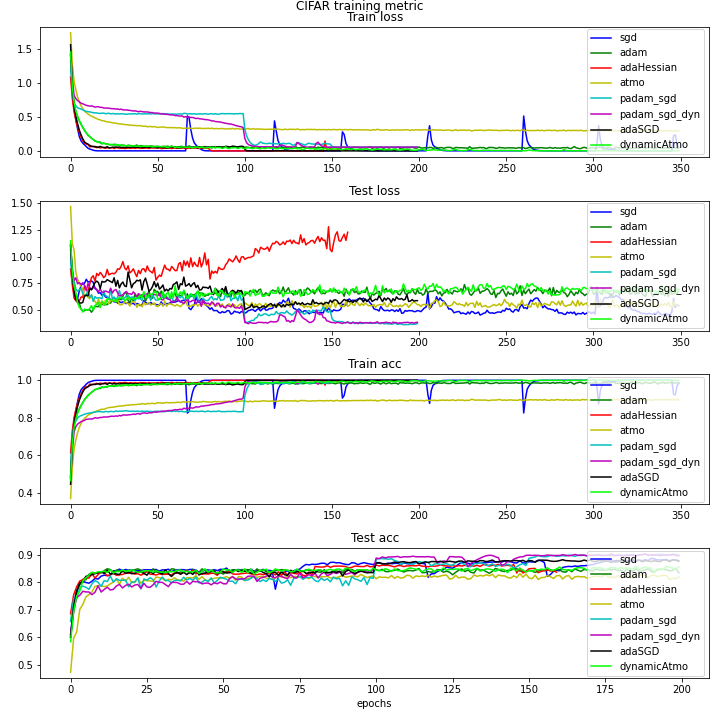 CIFAR training metric
Train loss
1.5
1.0
0.5
0.0
0 50 100 150 200 250 300 350
sgd
adam
adaHessian
atmo
padam_sgd
padam_sgd_dyn
adaSGD
dynamicAtmo
Test loss
1.50
1.25
1.00
0.75
0.50
0 50 100 150 200 250 300 350
sgd
adam
adaHessian
atmo
padam_sgd
padam_sgd_dyn
adaSGD
dynamicAtmo
Train acc
1.0
0.8
0.6
0.4
0 50 100 150 200 250 300 350
sgd
adam
adaHessian
atmo
padam_sgd
padam_sgd_dyn
adaSGD
dynamicAtmo
Test acc
0.9
0.8
0.7
0.6
0.5
0 25 50 75 100 125 150 175 200
sgd
adam
adaHessian
atmo
padam_sgd
padam_sgd_dyn
adaSGD
dynamicAtmo
epochs